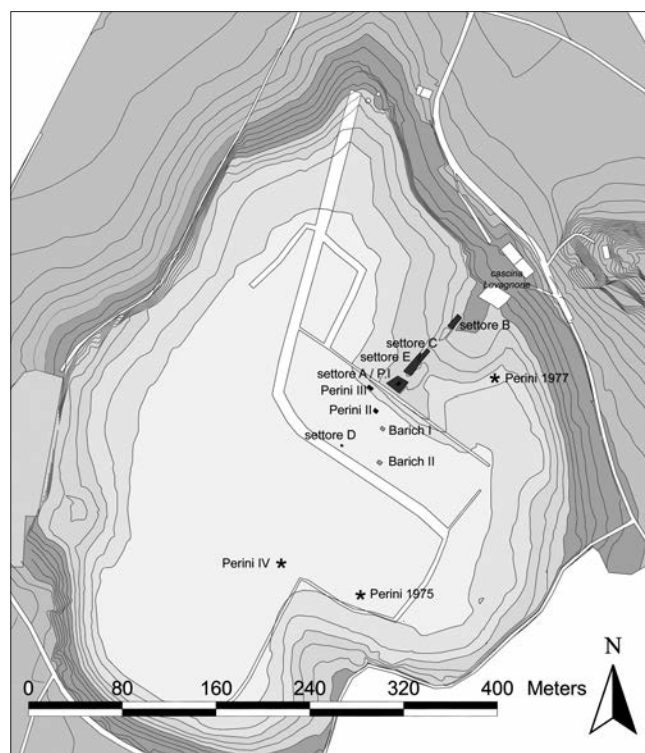 cascina
Lavagnone
settore B
settore C
settore E
settore A / P.I
Perini III
Perini 1977
Perini II
Barich I
settore D
Barich II
Perini IV
Perini 1975
N
0 80 160 240 320 400 Meters